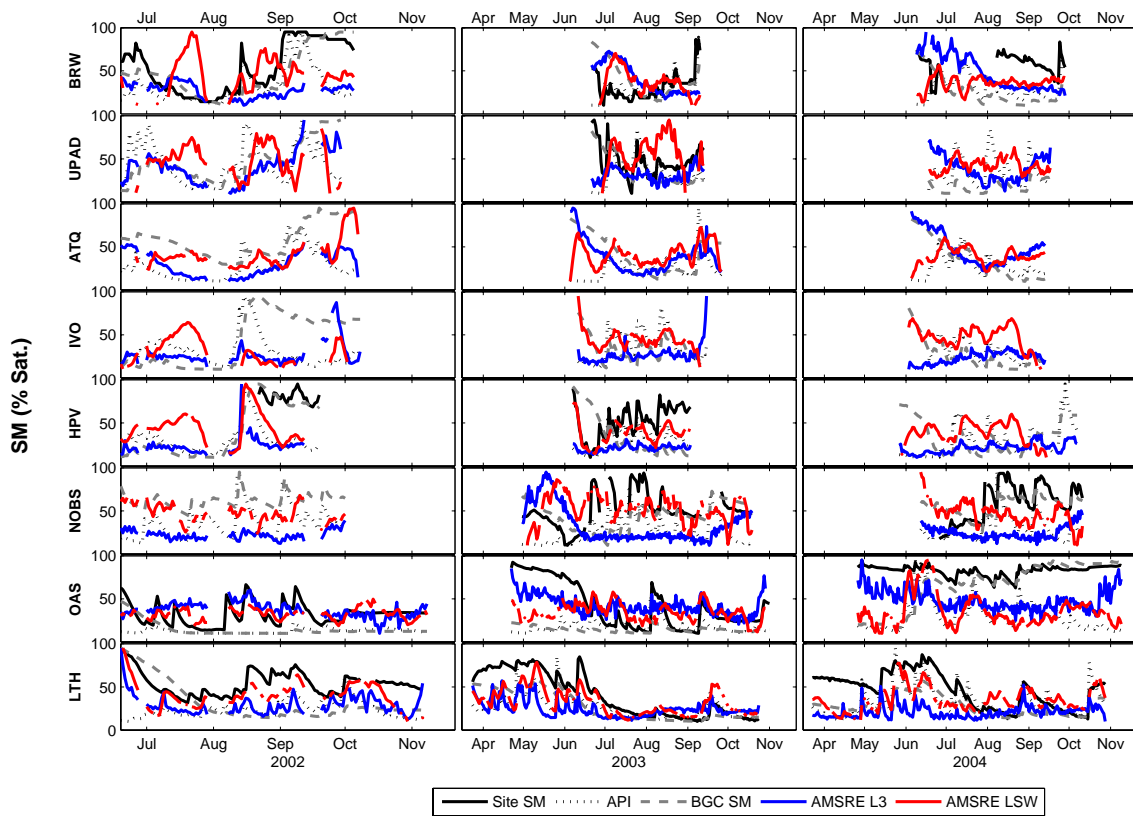 Jul Aug Sep Oct Nov
Apr May Jun Jul Aug Sep Oct Nov
Apr May Jun Jul Aug Sep Oct Nov
SM (% Sat.)
BRW
100
50
100
UPAD
50
100
ATQ
50
100
IVO
50
100
HPV
50
100
NOBS
50
100
OAS
50
100
LTH
50
0
Jul Aug Sep Oct Nov
Apr May Jun Jul Aug Sep Oct Nov
Apr May Jun Jul Aug Sep Oct Nov
2002
2003
2004
Site SM API BGC SM AMSRE L3 AMSRE LSW